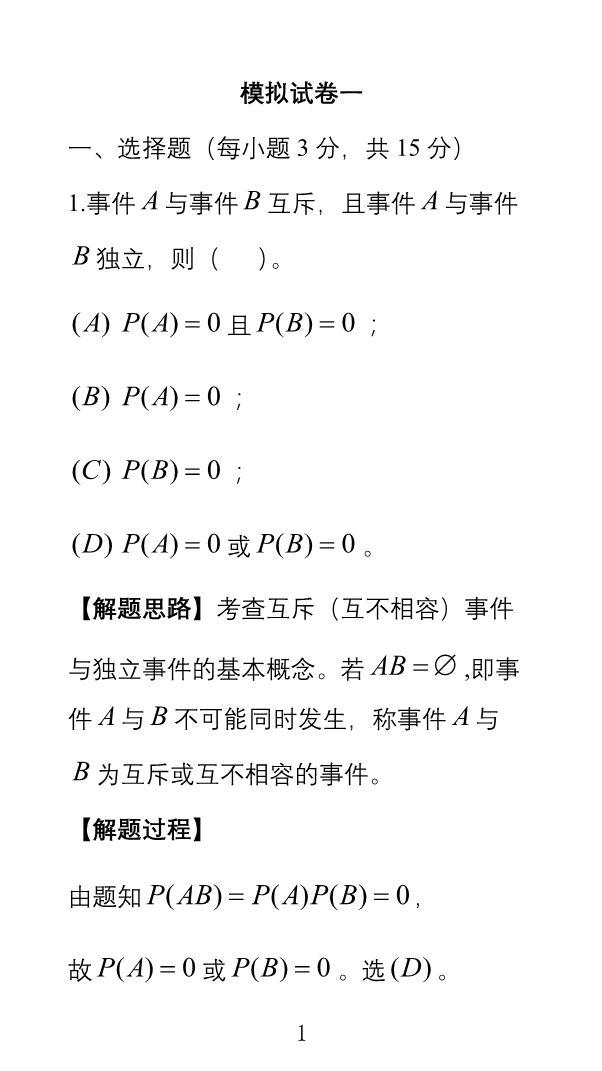 模拟试卷一
一、选择题（每小题 3 分，共 15 分）
1.事件 A 与事件 B 互斥，且事件 A 与事件
B 独立，则（　　）。
(A) P(A) = 0 且 P(B) = 0 ；
(B) P(A) = 0 ；
(C) P(B) = 0 ；
(D) P(A) = 0 或 P(B) = 0 。
【解题思路】考查互斥（互不相容）事件
与独立事件的基本概念。若 AB = ∅ ,即事
件 A 与 B 不可能同时发生，称事件 A 与
B 为互斥或互不相容的事件。
【解题过程】
由题知 P(AB) = P(A)P(B) = 0 ，
故 P(A) = 0 或 P(B) = 0 。选 (D) 。
1